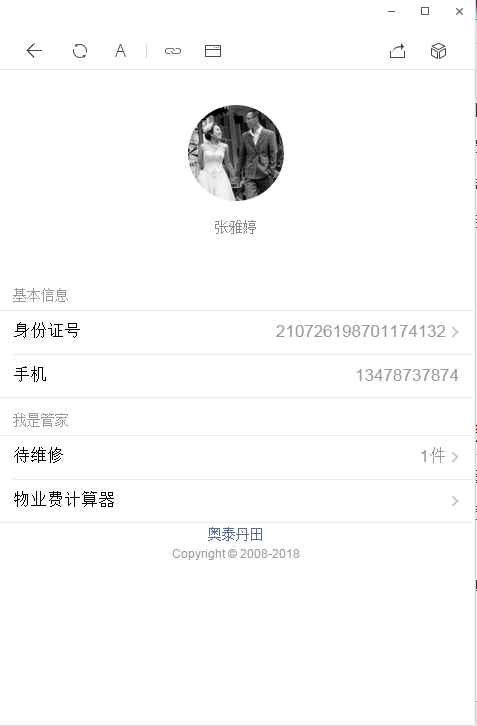 A
张雅婷
基本信息
身份证号 210726198701174132
手机 13478737874
我是管家
待维修 1件
物业费计算器
奥泰丹田
Copyright © 2008-2018